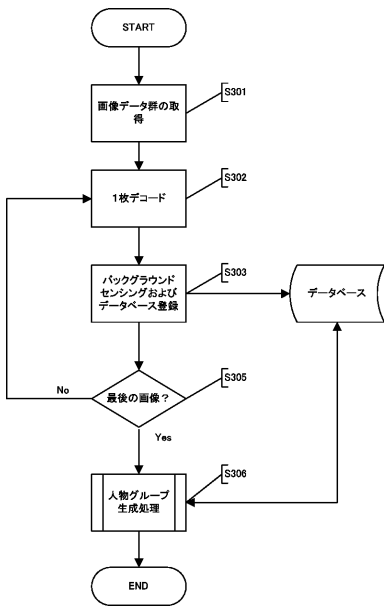 START
画像データ群の取
得
S301
1枚デコード
S302
バックグラウンド
センシングおよび
データベース登録
S303
データベース
最後の画像？
S305
No
Yes
人物グループ
生成処理
S306
END